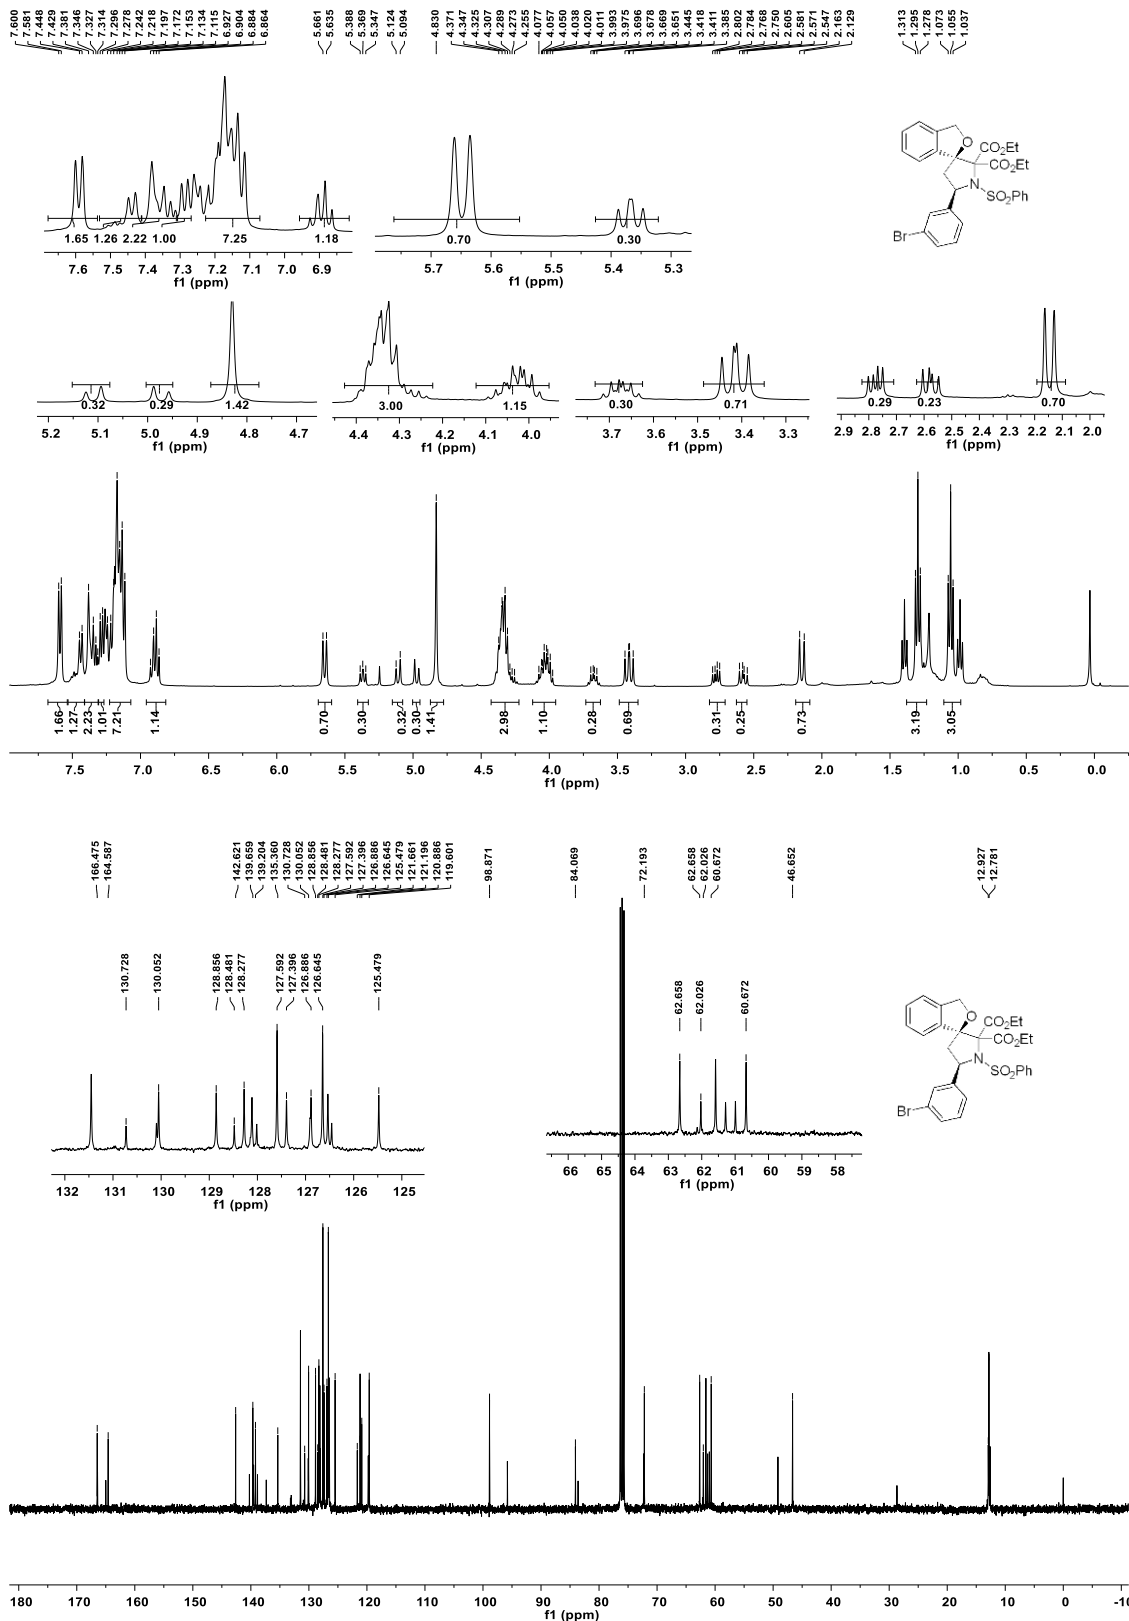 7.600 7.581 7.448 7.429 7.381 7.346 7.327 7.314 7.296 7.278 7.242 7.218 7.197 7.172 7.153 7.134 7.115 6.927 6.904 6.884 6.864 5.661 5.635 5.388 5.369 5.347 5.124 5.094 4.830 4.371 4.347 4.325 4.307 4.289 4.273 4.255 4.077 4.057 4.050 4.038 4.020 4.011 3.993 3.975 3.696 3.678 3.669 3.651 3.445 3.418 3.411 3.385 2.802 2.784 2.768 2.750 2.605 2.581 2.571 2.547 2.163 2.129 1.313 1.295 1.278 1.073 1.055 1.037
O
CO2Et
CO2Et
N
SO2Ph
Br
1.65 1.26 2.22 1.00 7.25 1.18
7.6 7.5 7.4 7.3 7.2 7.1 7.0 6.9
f1 (ppm)
0.70 0.30
5.7 5.6 5.5 5.4 5.3
f1 (ppm)
0.32 0.29 1.42
5.2 5.1 5.0 4.9 4.8 4.7
f1 (ppm)
3.00 1.15
4.4 4.3 4.2 4.1 4.0
f1 (ppm)
0.30 0.71
3.7 3.6 3.5 3.4 3.3
f1 (ppm)
0.29 0.23 0.70
2.9 2.8 2.7 2.6 2.5 2.4 2.3 2.2 2.1 2.0
f1 (ppm)
1.66 1.27 2.23 1.01 7.21 1.14 0.70 0.30 0.32 0.30 1.41 2.98 1.10 0.28 0.69 0.31 0.25 0.73 3.19 3.05
7.5 7.0 6.5 6.0 5.5 5.0 4.5 4.0 3.5 3.0 2.5 2.0 1.5 1.0 0.5 0.0
f1 (ppm)
166.475 164.587 142.621 139.659 139.204 135.360 130.728 130.052 128.856 128.481 128.277 127.592 127.396 126.886 126.645 125.479 121.661 121.196 120.886 119.601 98.871 84.069 72.193 62.658 62.026 60.672 46.652 12.927 12.781
130.728 130.052 128.856 128.481 128.277 127.592 127.396 126.886 126.645 125.479
132 131 130 129 128 127 126 125
f1 (ppm)
62.658 62.026 60.672
66 65 64 63 62 61 60 59 58
f1 (ppm)
O
CO2Et
CO2Et
N
SO2Ph
Br
180 170 160 150 140 130 120 110 100 90 80 70 60 50 40 30 20 10 0 -10
f1 (ppm)